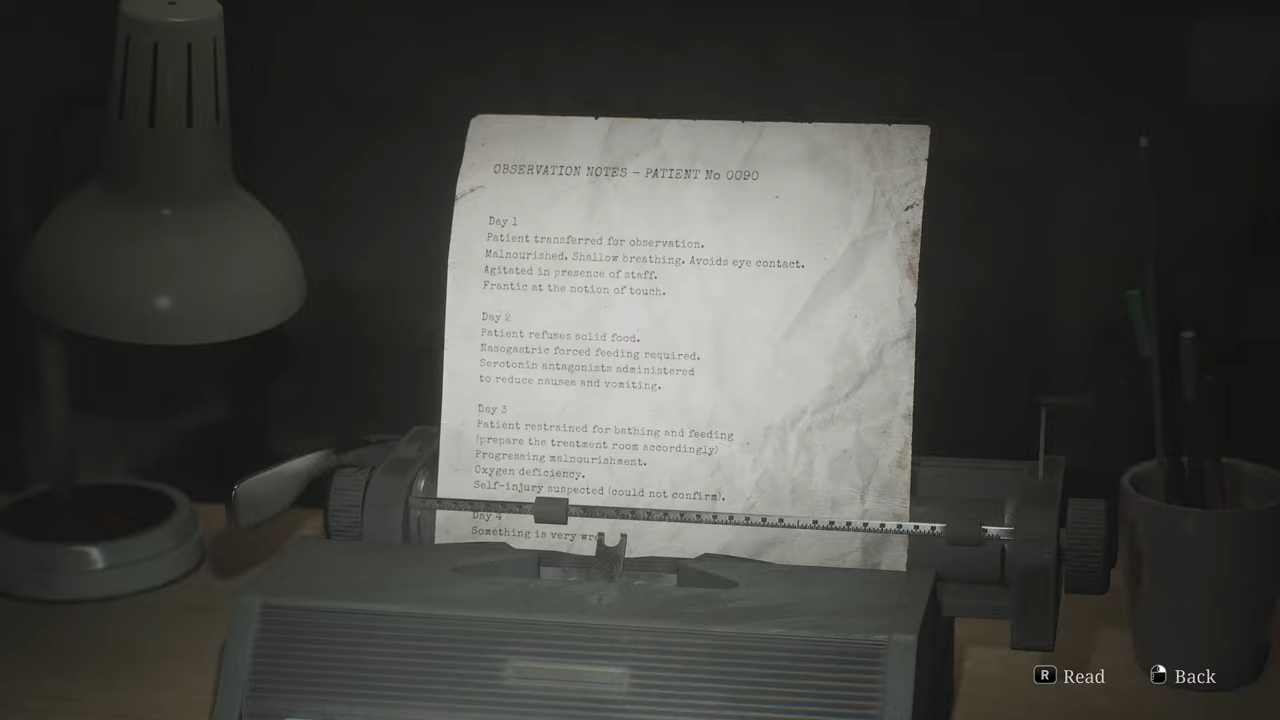 OBSERVATION NOTES - PATIENT No 0090
Day 1
Patient transferred for observation.
Malnourished. Shallow breathing. Avoids eye contact.
Agitated in presence of staff.
Frantic at the notion of touch.
Day 2
Patient refuses solid food.
Nasogastric forced feeding required.
Serotonin antagonists administered
to reduce nausea and vomiting.
Day 3
Patient restrained for bathing and feeding
(prepare the treatment room accordingly)
Progressing malnourishment.
Oxygen deficiency.
Self-injury suspected (could not confirm).
Day 4
Something is very wro
R Read
Back